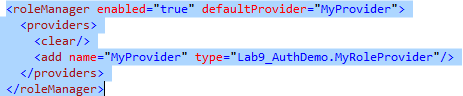 <roleManager enabled="true" defaultProvider="MyProvider">
<providers>
<clear/>
<add name="MyProvider" type="Lab9_AuthDemo.MyRoleProvider"/>
</providers>
</roleManager>